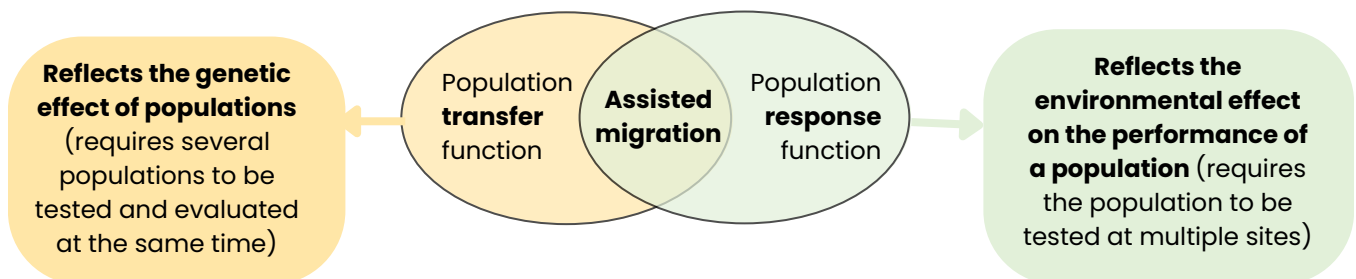 Reflects the genetic
effect of populations
(requires several
populations to be
tested and evaluated
at the same time)
Population
transfer
function
Assisted
migration
Population
response
function
Reflects the
environmental effect
on the performance of
a population (requires
the population to be
tested at multiple sites)